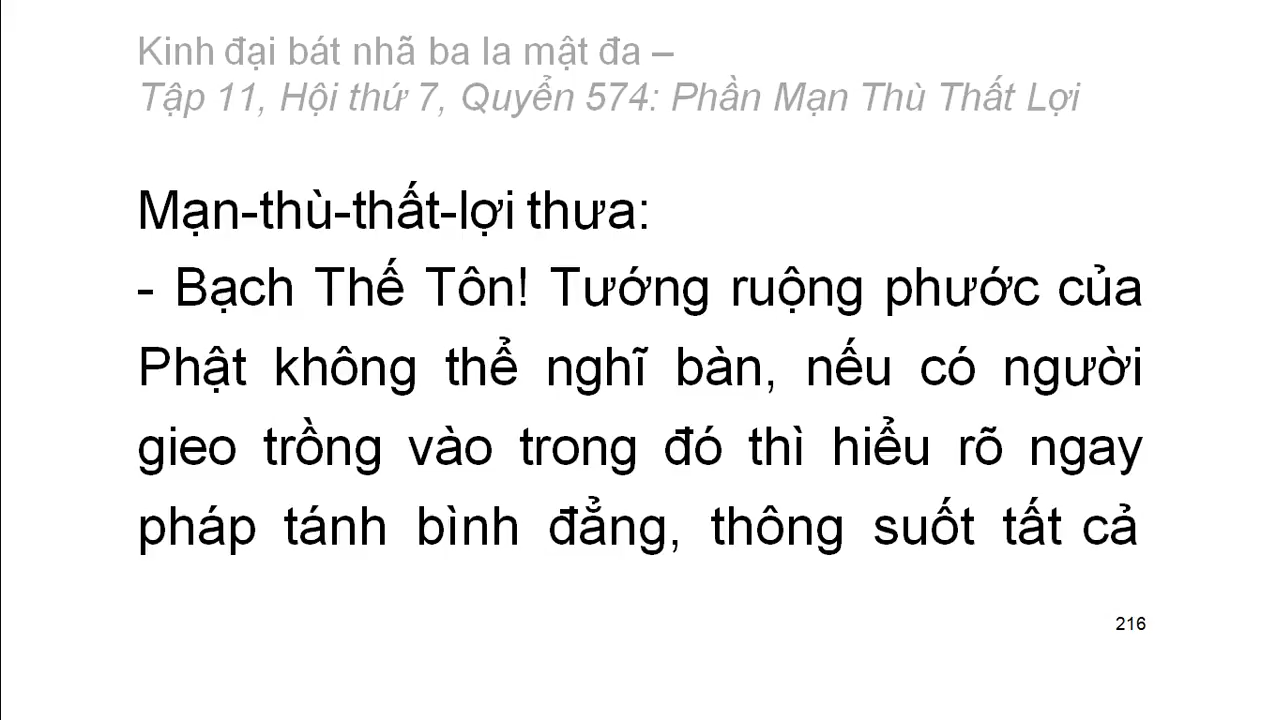 Kinh đại bát nhã ba la mật đa –
Tập 11, Hội thứ 7, Quyển 574: Phần Mạn Thù Thất Lợi
Mạn-thù-thất-lợi thưa:
- Bạch Thế Tôn! Tướng ruộng phước của
Phật không thể nghĩ bàn, nếu có người
gieo trồng vào trong đó thì hiểu rõ ngay
pháp tánh bình đẳng, thông suốt tất cả
216